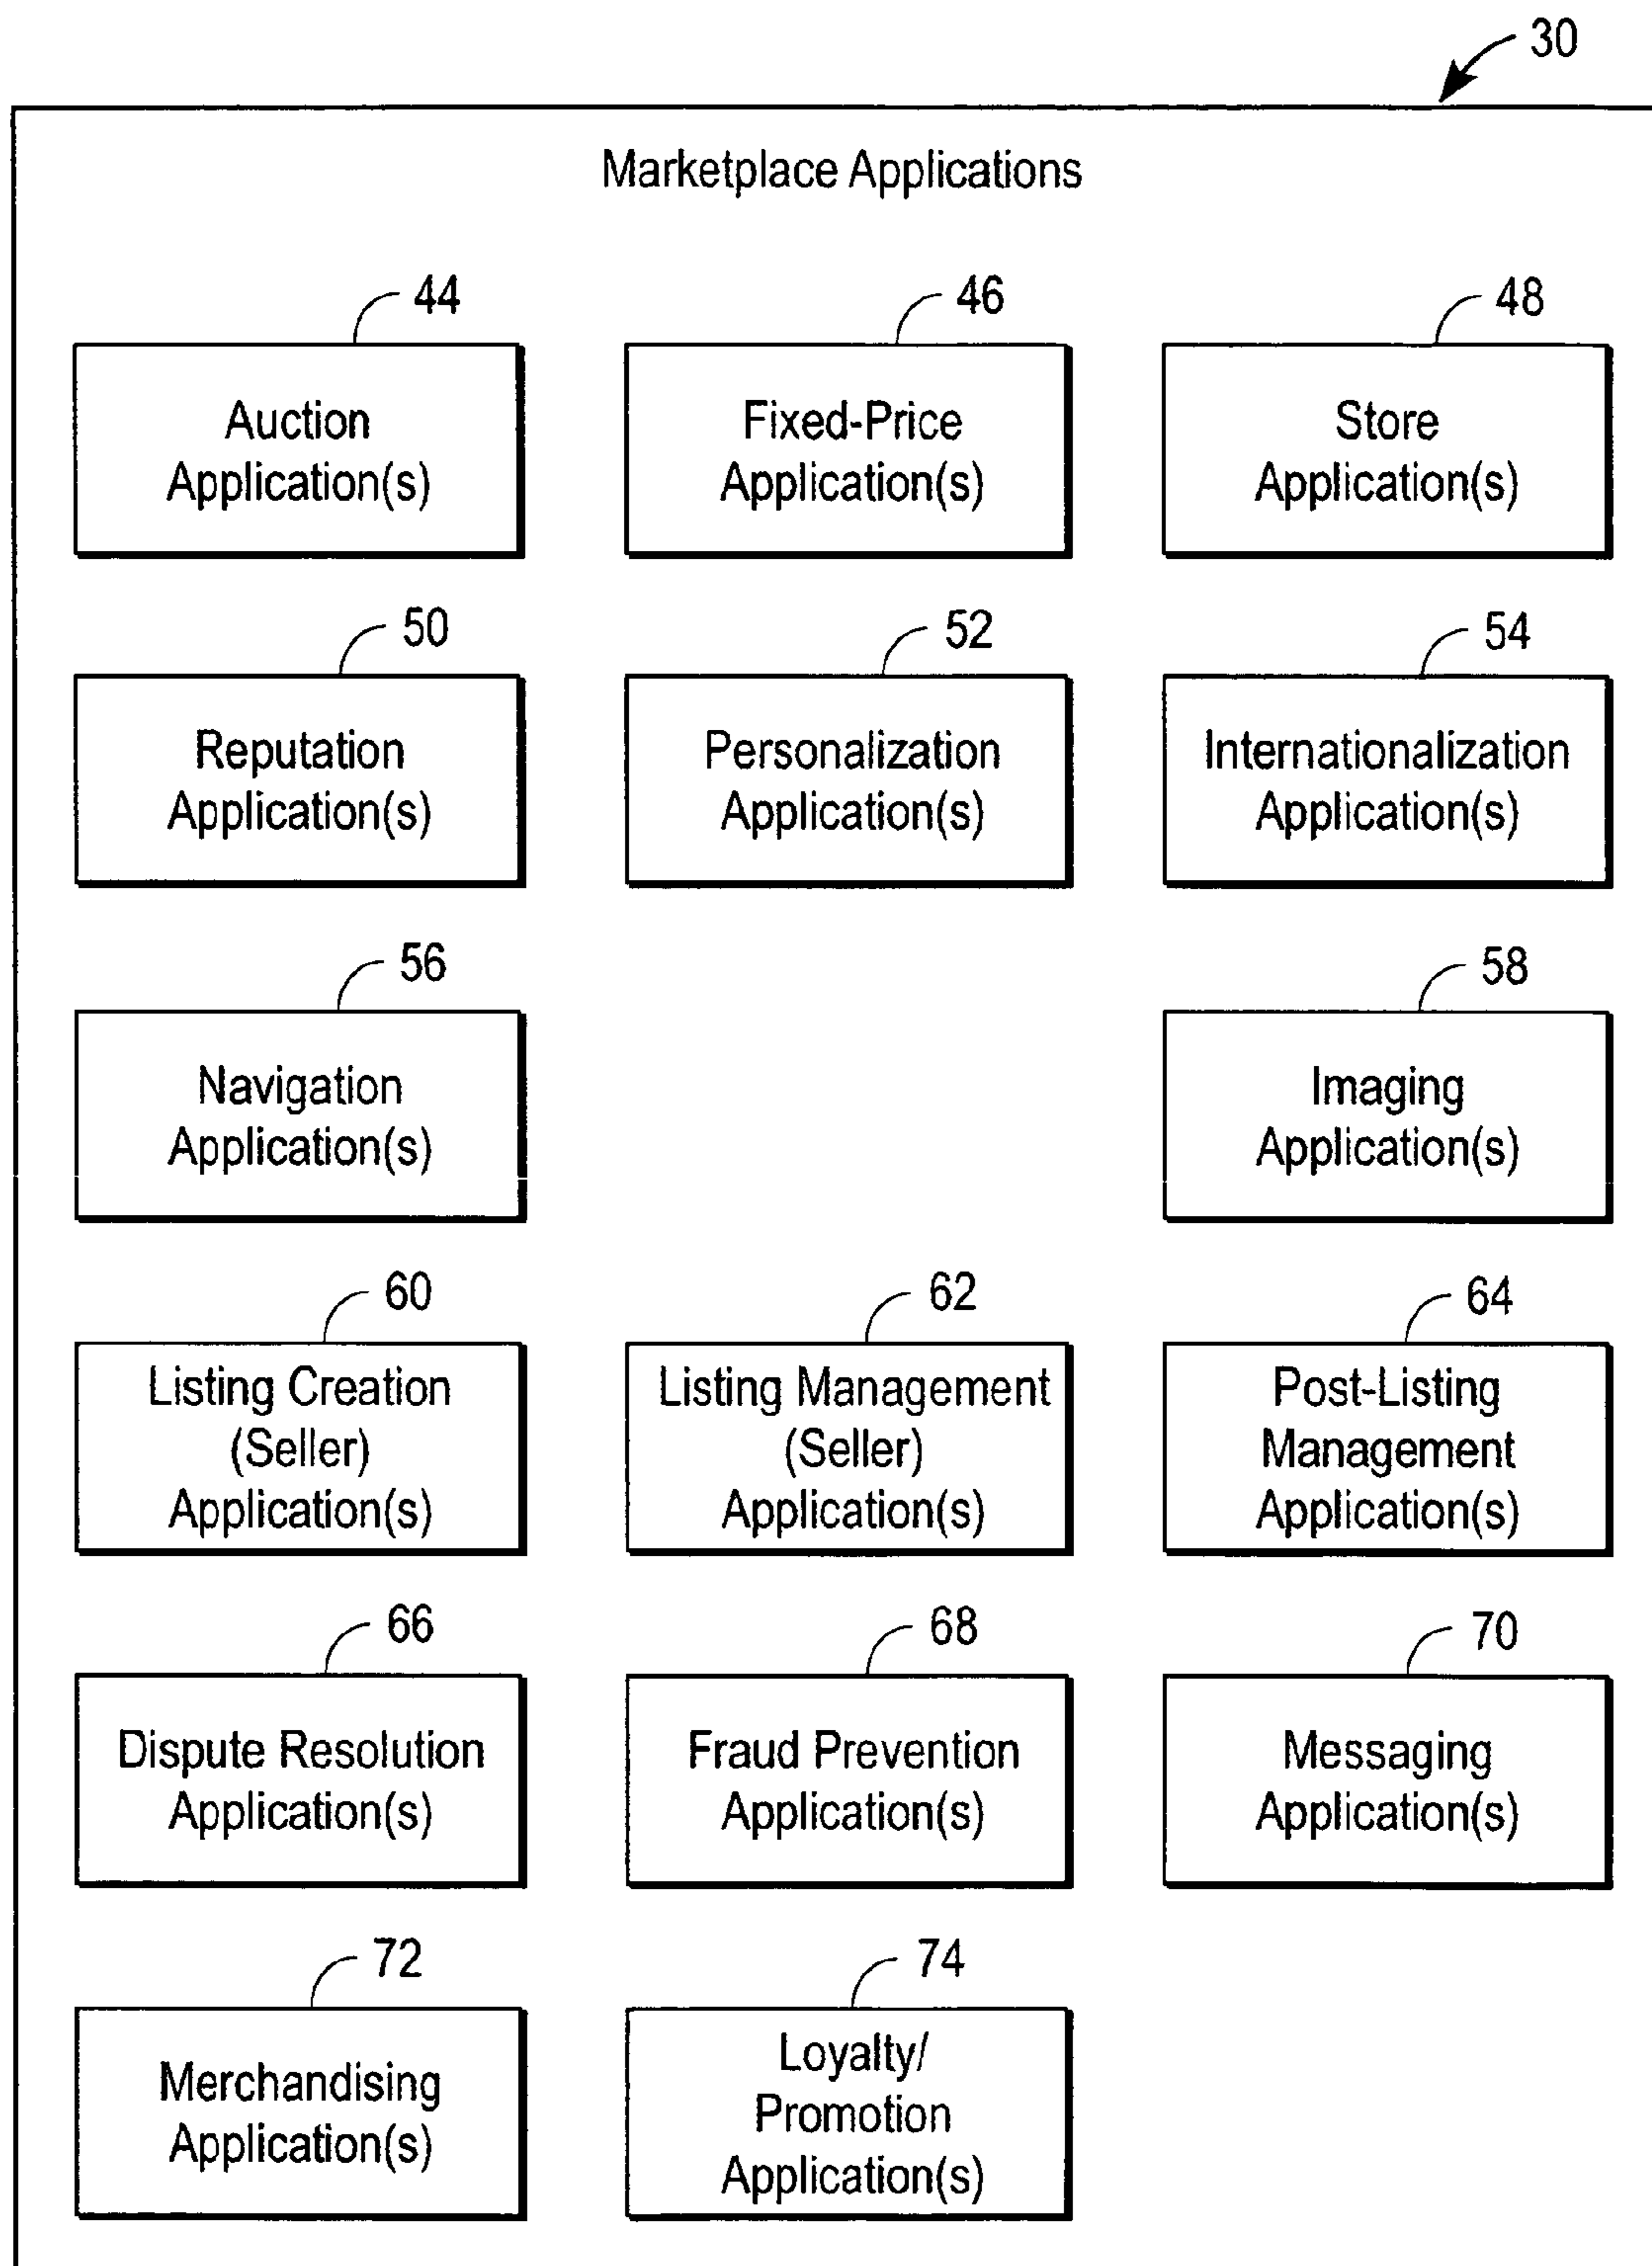 30
Marketplace Applications
44
Auction
Application(s)
46
Fixed-Price
Application(s)
48
Store
Application(s)
50
Reputation
Application(s)
52
Personalization
Application(s)
54
Internationalization
Application(s)
56
Navigation
Application(s)
58
Imaging
Application(s)
60
Listing Creation
(Seller)
Application(s)
62
Listing Management
(Seller)
Application(s)
64
Post-Listing
Management
Application(s)
66
Dispute Resolution
Application(s)
68
Fraud Prevention
Application(s)
70
Messaging
Application(s)
72
Merchandising
Application(s)
74
Loyalty/
Promotion
Application(s)